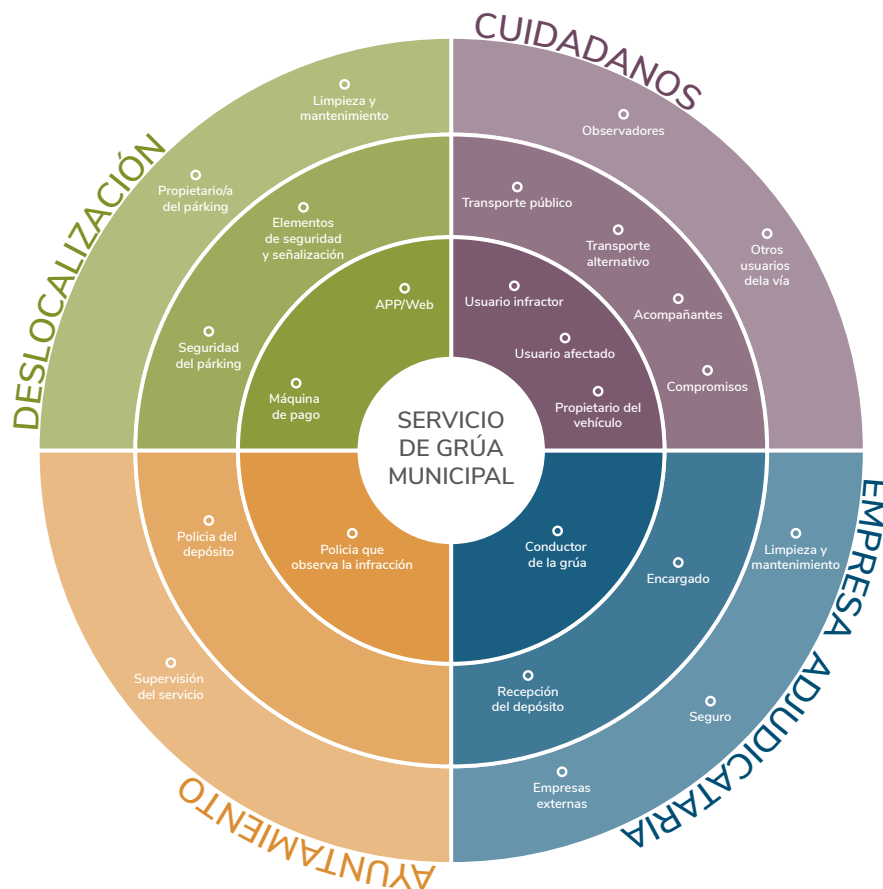 CUIDADANOS
Observadores
Otros
usuarios
dela vía
Transporte público
Transporte
alternativo
Acompañantes
Compromisos
Usuario infractor
Usuario afectado
Propietario del
vehículo
DESLOCALIZACIÓN
Limpieza y
mantenimiento
Propietario/a
del párking
Elementos
de seguridad
y señalización
Seguridad
del párking
APP/Web
Máquina
de pago
SERVICIO
DE GRÚA
MUNICIPAL
AYUNTAMIENTO
Policia del
depósito
Policia que
observa la infracción
Supervisión
del servicio
EMPRESA ADJUDICATARIA
Conductor
de la grúa
Encargado
Recepción
del depósito
Limpieza y
mantenimiento
Seguro
Empresas
externas